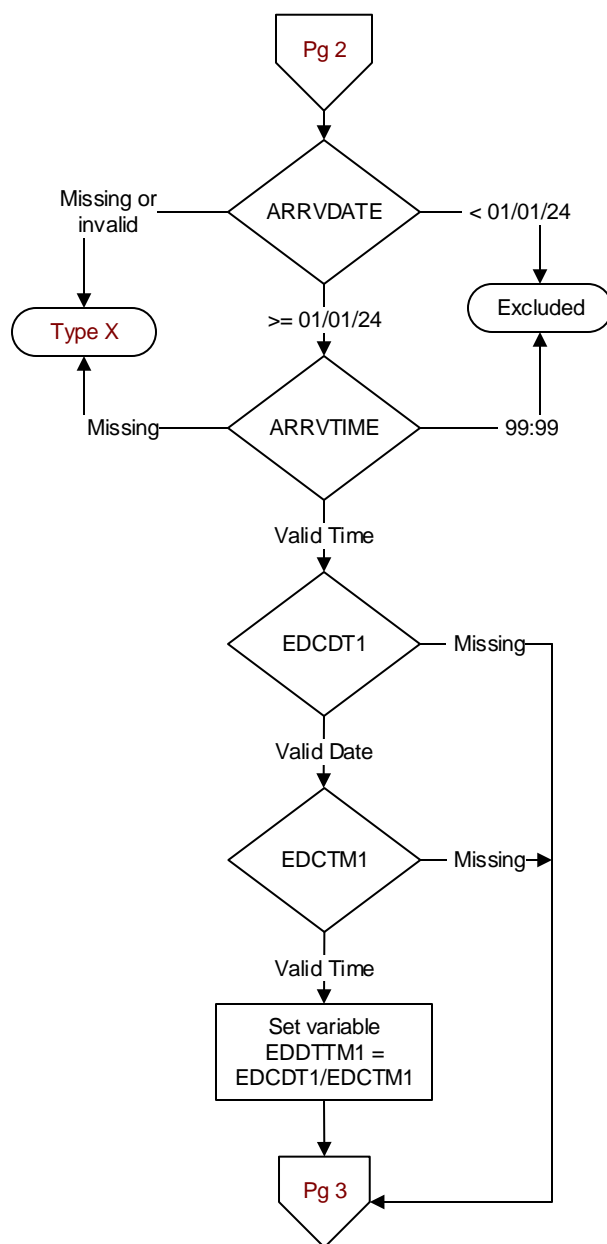 Pg 2
ARRVDATE
Missing or
invalid
< 01/01/24
Type X
>= 01/01/24
Excluded
ARRVTIME
Missing
99:99
Valid Time
EDCDT1
Missing
Valid Date
EDCTM1
Missing
Valid Time
Set variable
EDDTTM1 =
EDCDT1/EDCTM1
Pg 3